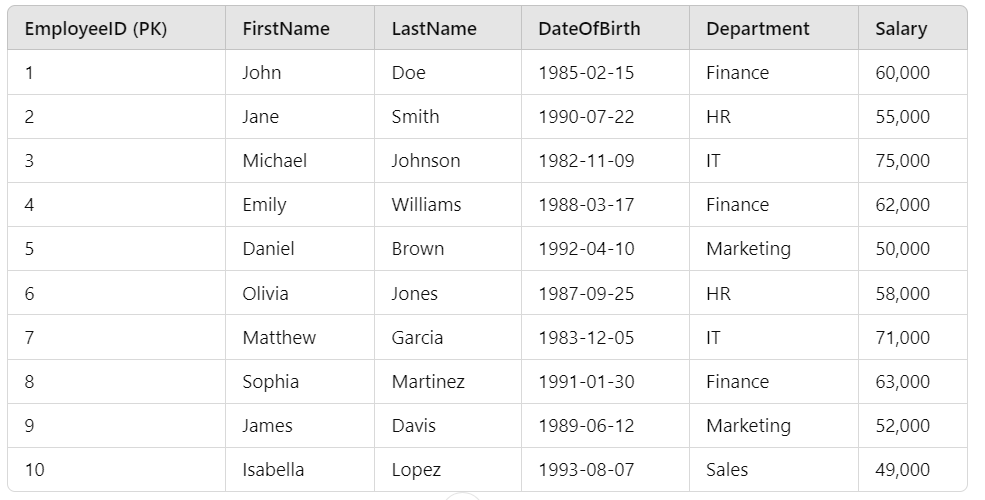 EmployeeID (PK) FirstName LastName DateOfBirth Department Salary
1 John Doe 1985-02-15 Finance 60,000
2 Jane Smith 1990-07-22 HR 55,000
3 Michael Johnson 1982-11-09 IT 75,000
4 Emily Williams 1988-03-17 Finance 62,000
5 Daniel Brown 1992-04-10 Marketing 50,000
6 Olivia Jones 1987-09-25 HR 58,000
7 Matthew Garcia 1983-12-05 IT 71,000
8 Sophia Martinez 1991-01-30 Finance 63,000
9 James Davis 1989-06-12 Marketing 52,000
10 Isabella Lopez 1993-08-07 Sales 49,000